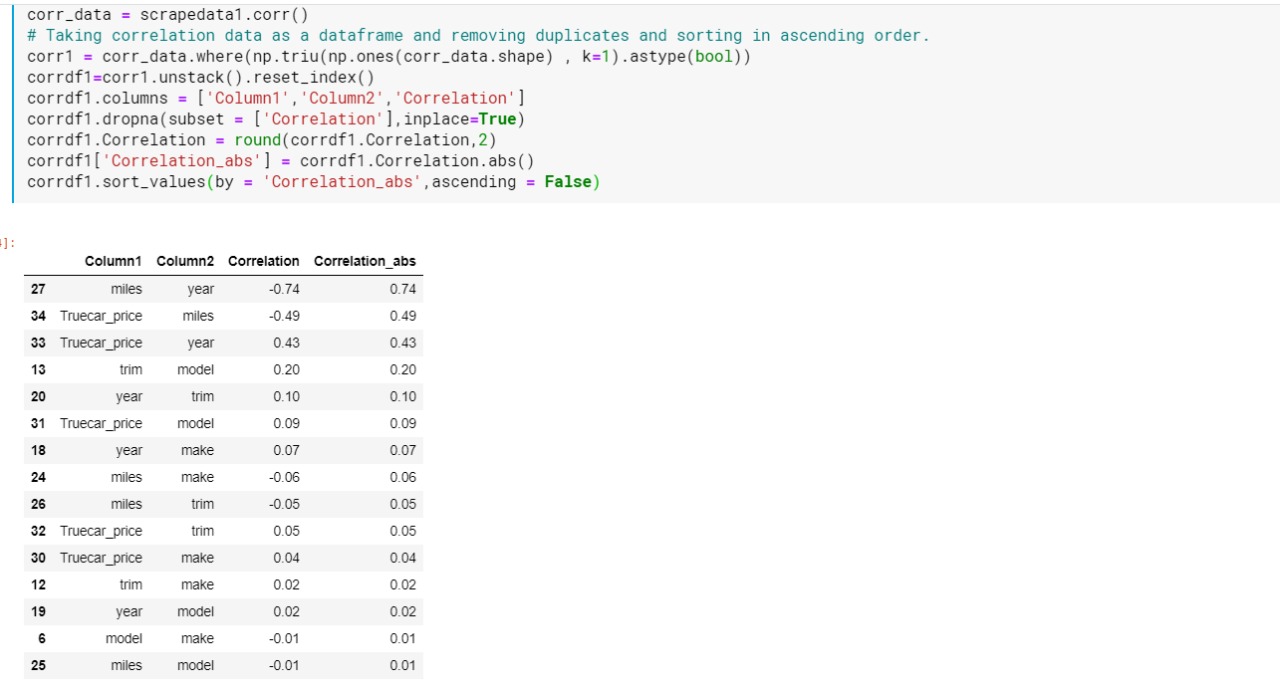 corr_data = scrapedata1.corr()
# Taking correlation data as a dataframe and removing duplicates and sorting in ascending order.
corr1 = corr_data.where(np.triu(np.ones(corr_data.shape) , k=1).astype(bool))
corrdf1=corr1.unstack().reset_index()
corrdf1.columns = ['Column1','Column2','Correlation']
corrdf1.dropna(subset = ['Correlation'],inplace=True)
corrdf1.Correlation = round(corrdf1.Correlation,2)
corrdf1['Correlation_abs'] = corrdf1.Correlation.abs()
corrdf1.sort_values(by = 'Correlation_abs',ascending = False)
]:
Column1 Column2 Correlation Correlation_abs
27 miles year -0.74 0.74
34 Truecar_price miles -0.49 0.49
33 Truecar_price year 0.43 0.43
13 trim model 0.20 0.20
20 year trim 0.10 0.10
31 Truecar_price model 0.09 0.09
18 year make 0.07 0.07
24 miles make -0.06 0.06
26 miles trim -0.05 0.05
32 Truecar_price trim 0.05 0.05
30 Truecar_price make 0.04 0.04
12 trim make 0.02 0.02
19 year model 0.02 0.02
6 model make -0.01 0.01
25 miles model -0.01 0.01